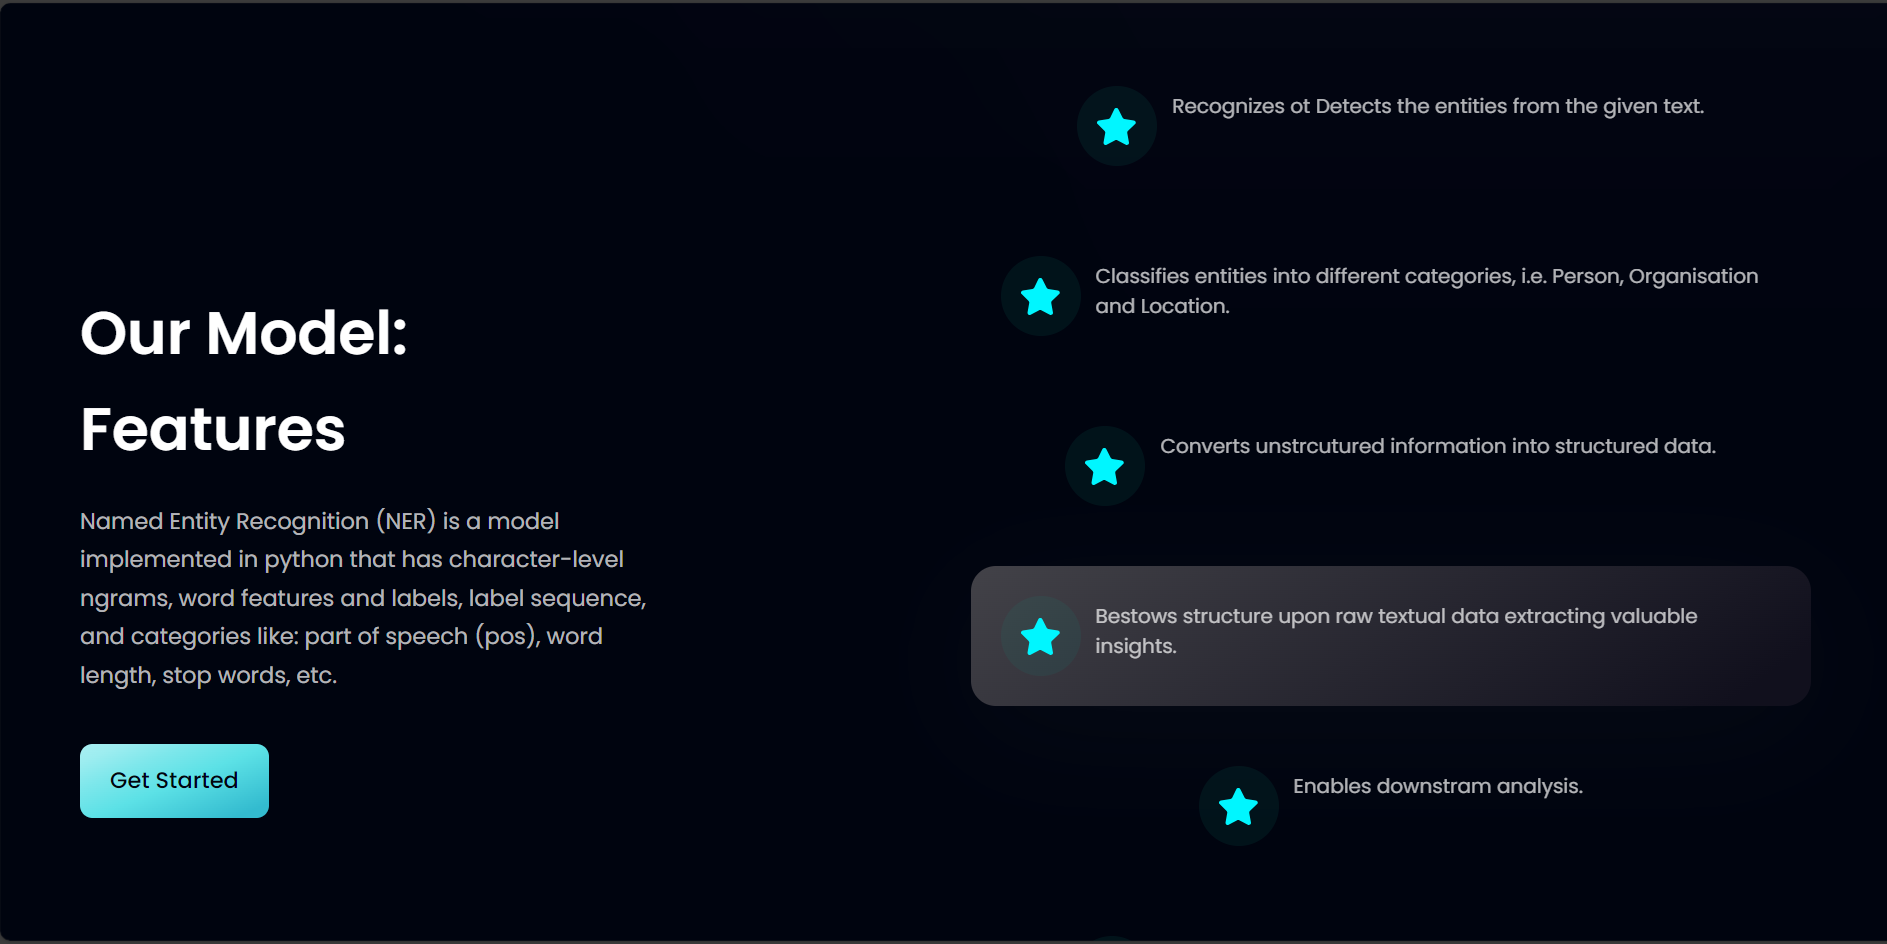 Our Model:
Features
Named Entity Recognition (NER) is a model
implemented in python that has character-level
ngrams, word features and labels, label sequence,
and categories like: part of speech (pos), word
length, stop words, etc.
Get Started
Recognizes ot Detects the entities from the given text.
Classifies entities into different categories, i.e. Person, Organisation
and Location.
Converts unstrcutured information into structured data.
Bestows structure upon raw textual data extracting valuable
insights.
Enables downstram analysis.